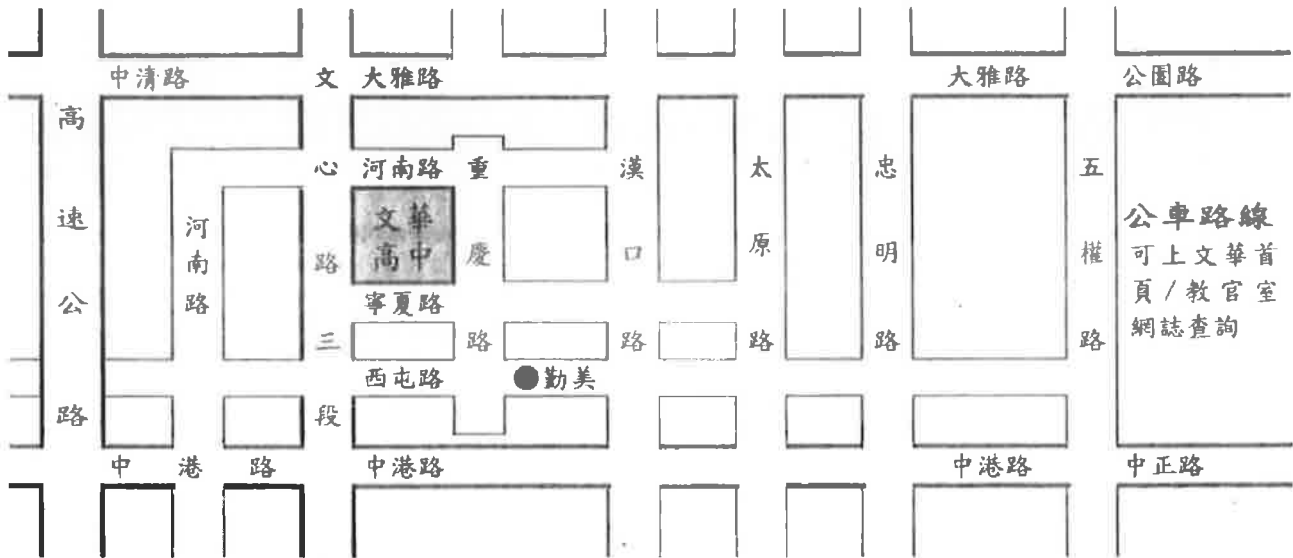 中清路
文心路三段
大雅路
大雅路
公園路
高速公路
河南路
河南路
重慶路
漢口路
太原路
忠明路
五權路
文華
高中
公車路線
可上文華首
頁/教官室
網誌查詢
寧夏路
西屯路
●勤美
中港路
中港路
中港路
中正路